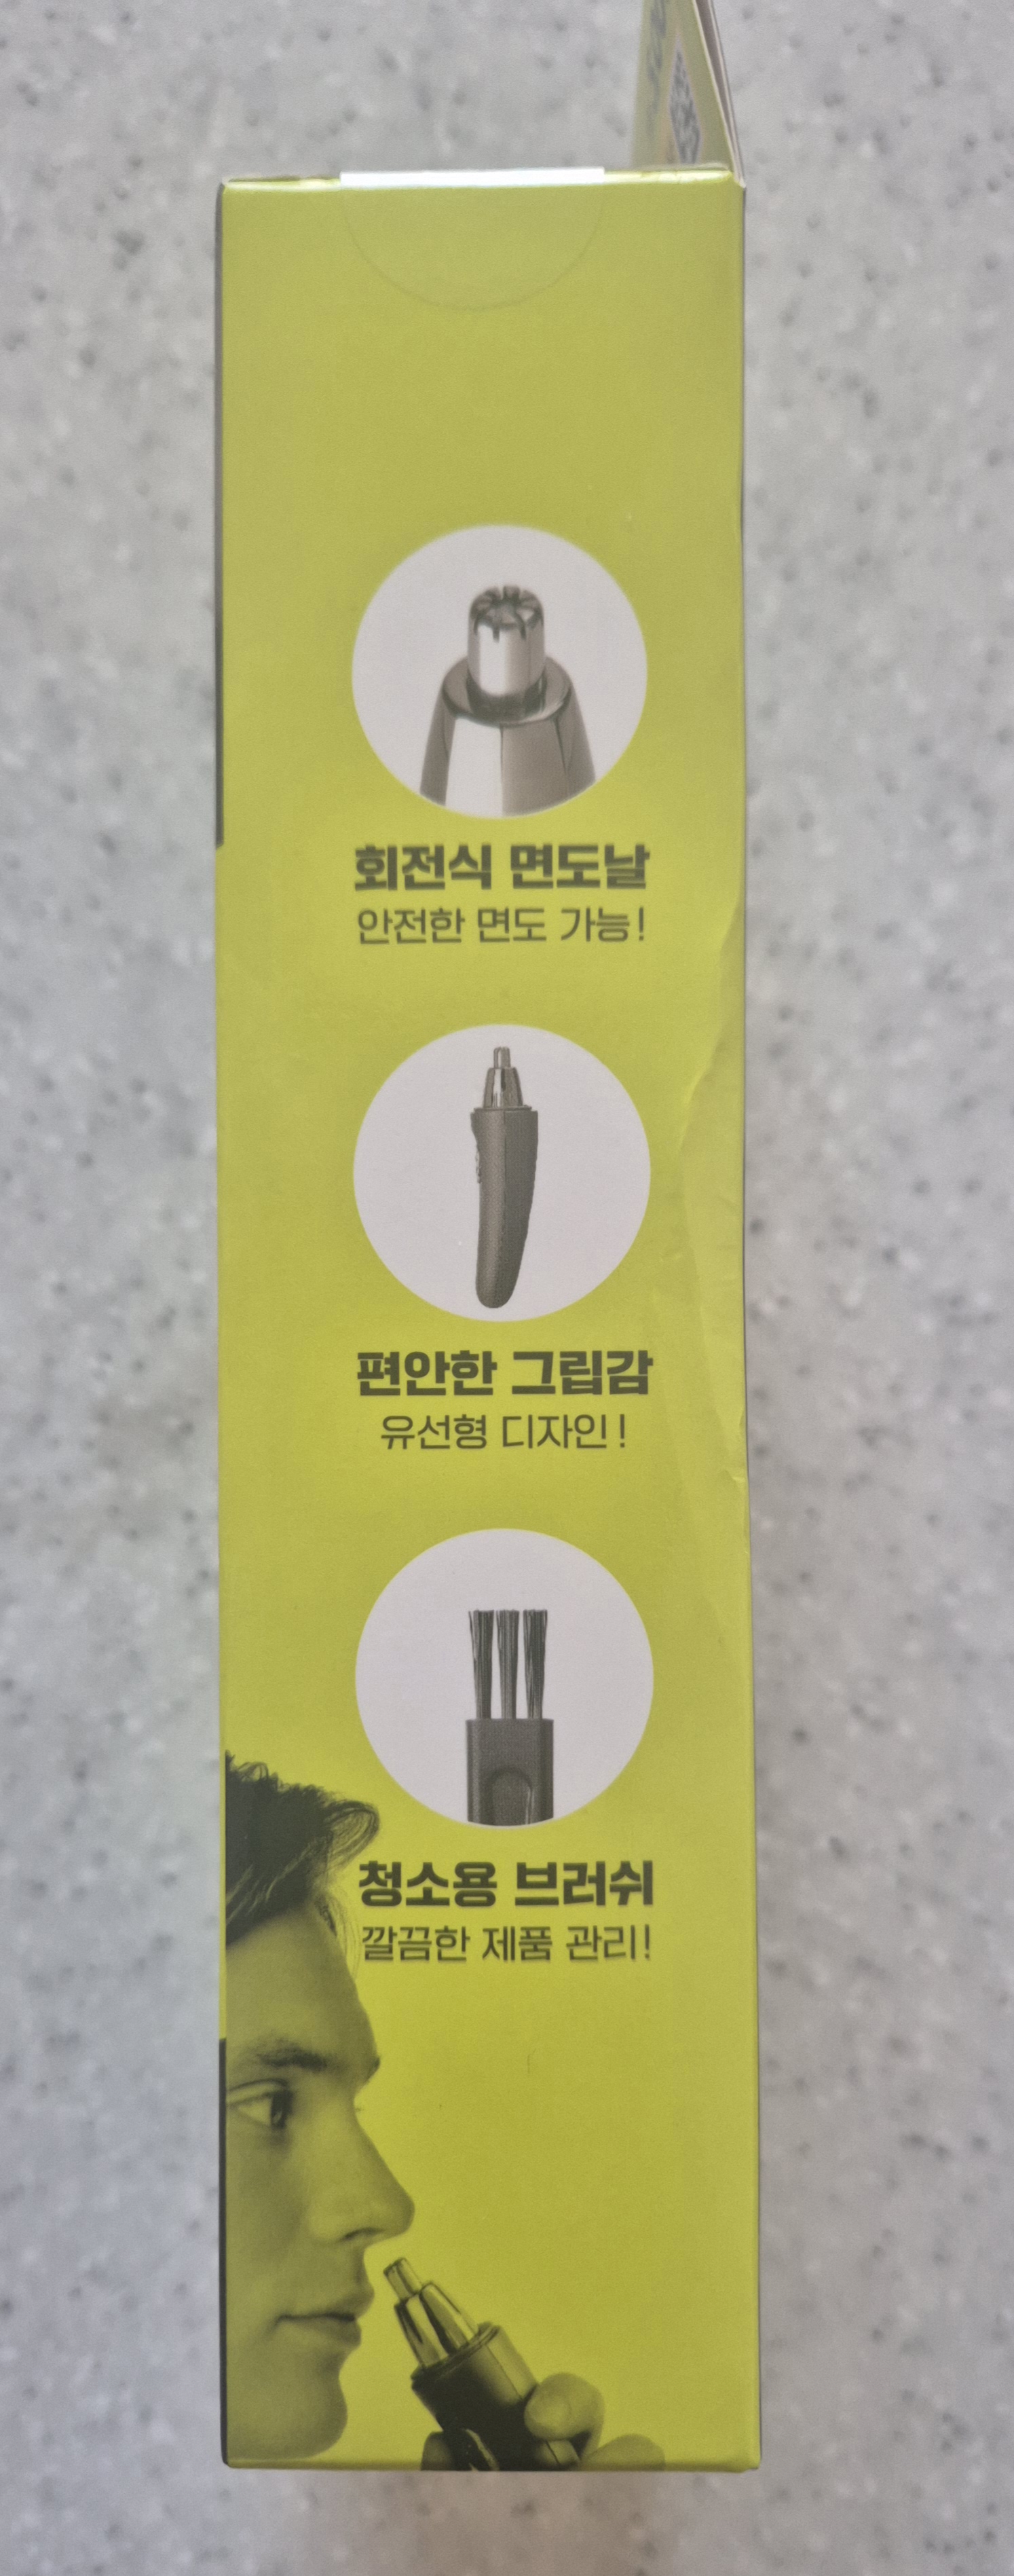 회전식 면도날
안전한 면도 가능!
편안한 그립감
유선형 디자인!
청소용 브러쉬
깔끔한 제품 관리!